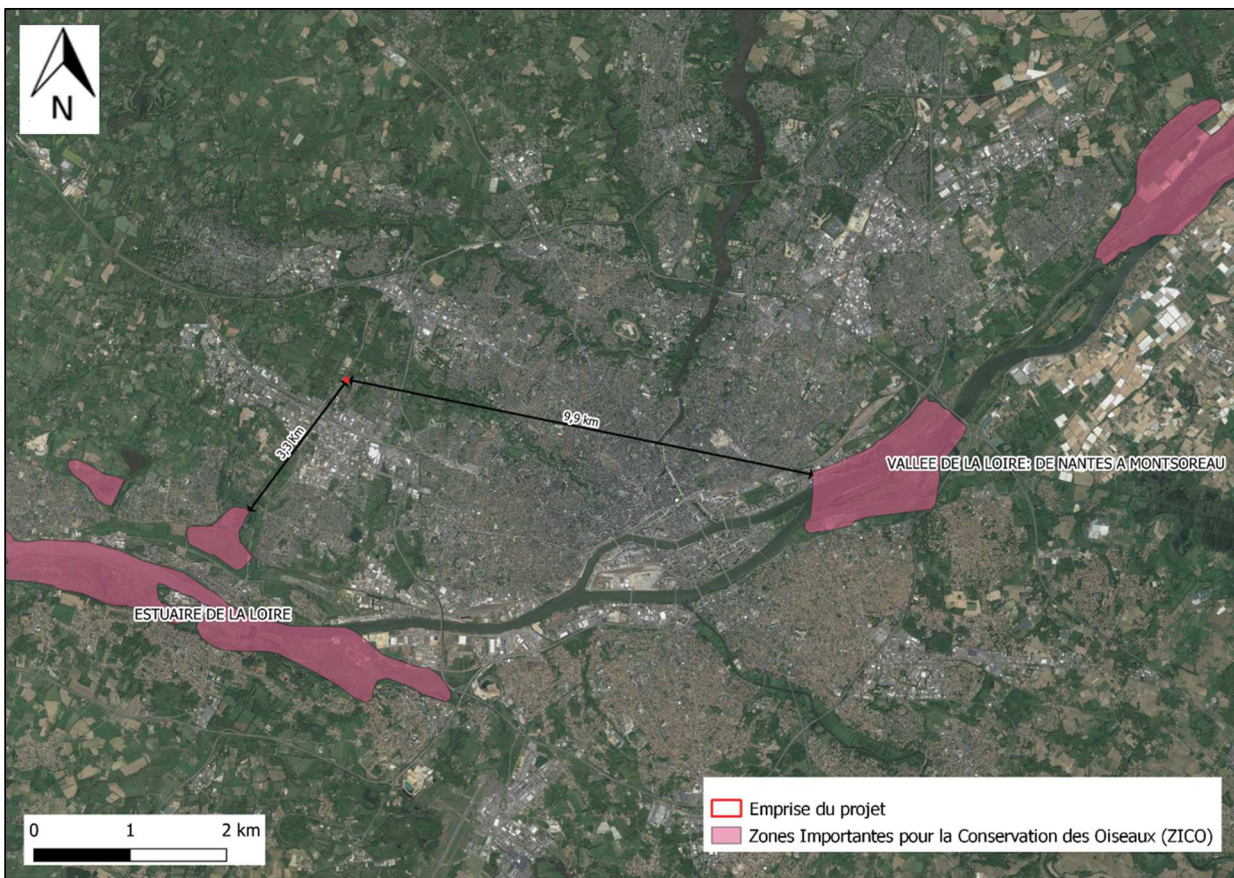 N
9,9 km
3,3 Km
VALLEE DE LA LOIRE: DE NANTES A MONTSOREAU
ESTUAIRE DE LA LOIRE
Emprise du projet
Zones Importantes pour la Conservation des Oiseaux (ZICO)
0 1 2 km